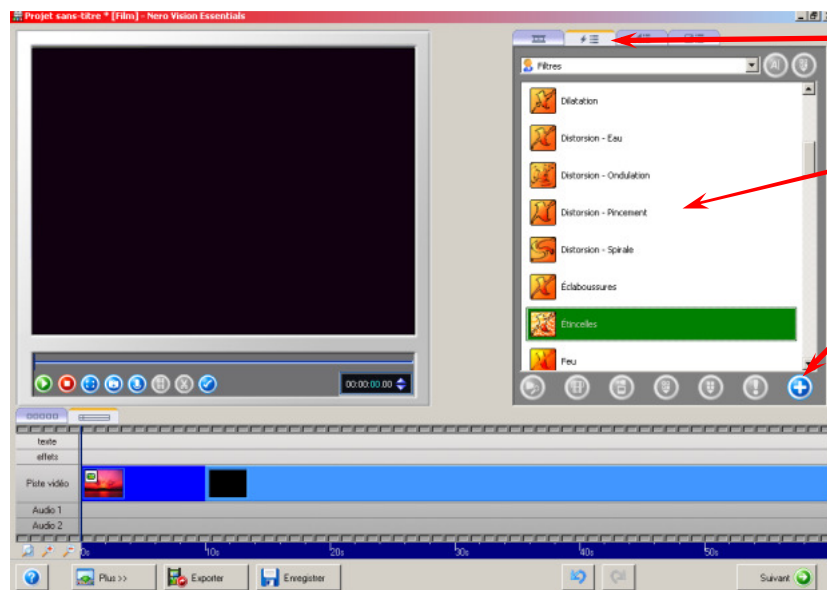 Projet sans-titre * [Film] - Nero Vision Essentials
Filtres
Dilatation
Distorsion - Eau
Distorsion - Ondulation
Distorsion - Pincement
Distorsion - Spirale
Éclaboussures
Étincelles
Feu
00:00:00.00
texte
effets
Piste vidéo
Audio 1
Audio 2
0s 10s 20s 30s 40s 50s
Plus >> Exporter Enregistrer Suivant